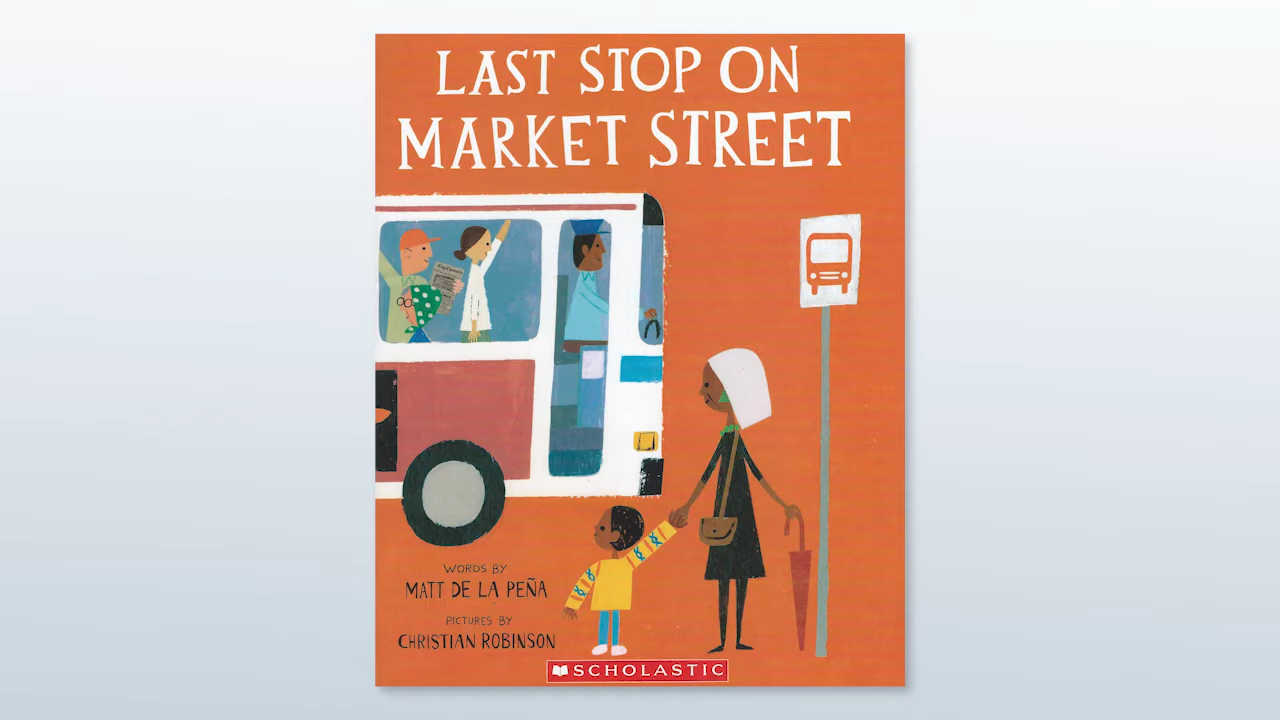 LAST STOP ON
MARKET STREET
WORDS BY
MATT DE LA PEÑA
PICTURES BY
CHRISTIAN ROBINSON
SCHOLASTIC